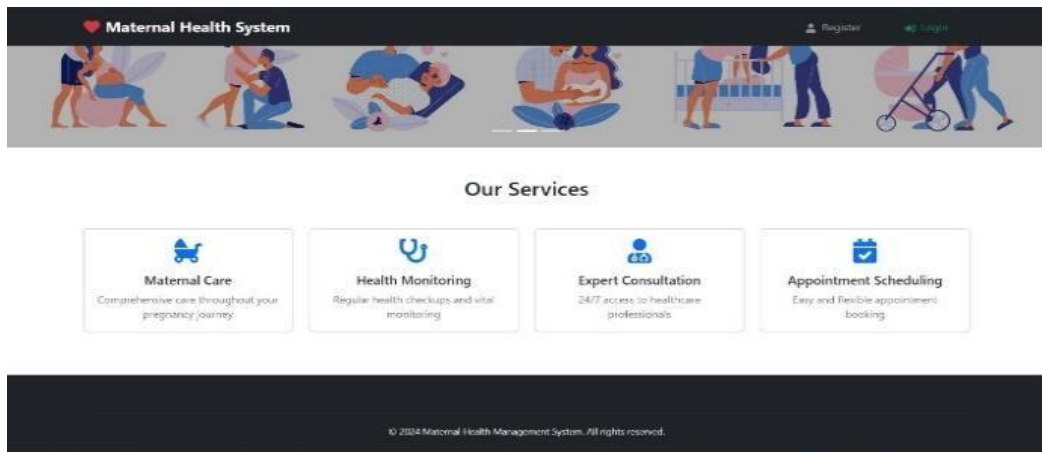 Maternal Health System
Register
Login
Our Services
Maternal Care
Comprehensive care throughout your
pregnancy journey
Health Monitoring
Regular health checkups and vital
monitoring
Expert Consultation
24/7 access to healthcare
professionals
Appointment Scheduling
Easy and flexible appointment
booking
© 2024 Maternal Health Management System. All rights reserved.